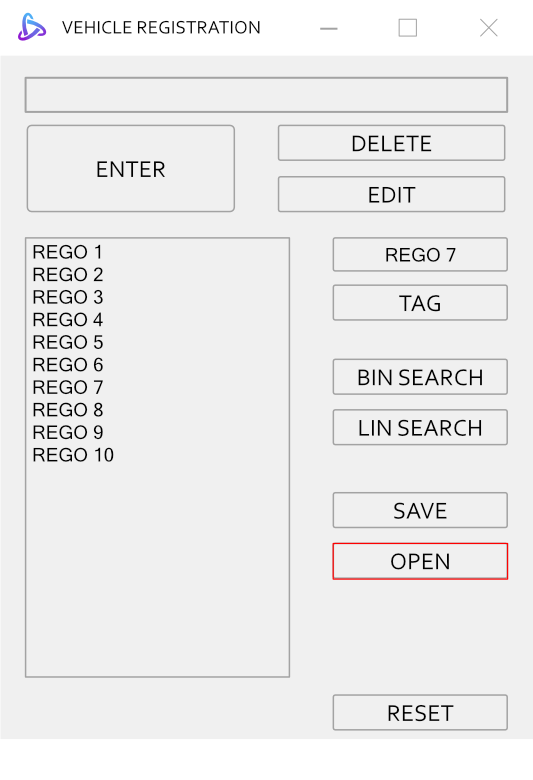 VEHICLE REGISTRATION
ENTER
DELETE
EDIT
REGO 1
REGO 2
REGO 3
REGO 4
REGO 5
REGO 6
REGO 7
REGO 8
REGO 9
REGO 10
REGO 7
TAG
BIN SEARCH
LIN SEARCH
SAVE
OPEN
RESET